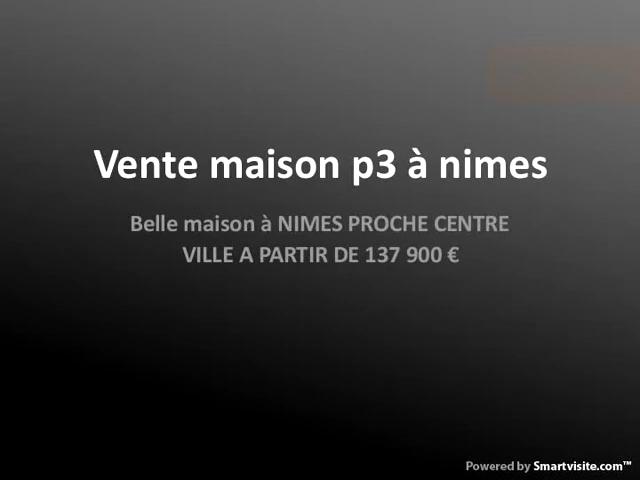 Vente maison p3 à nimes
Belle maison à NIMES PROCHE CENTRE
VILLE A PARTIR DE 137 900 €
Powered by Smartvisite.com™